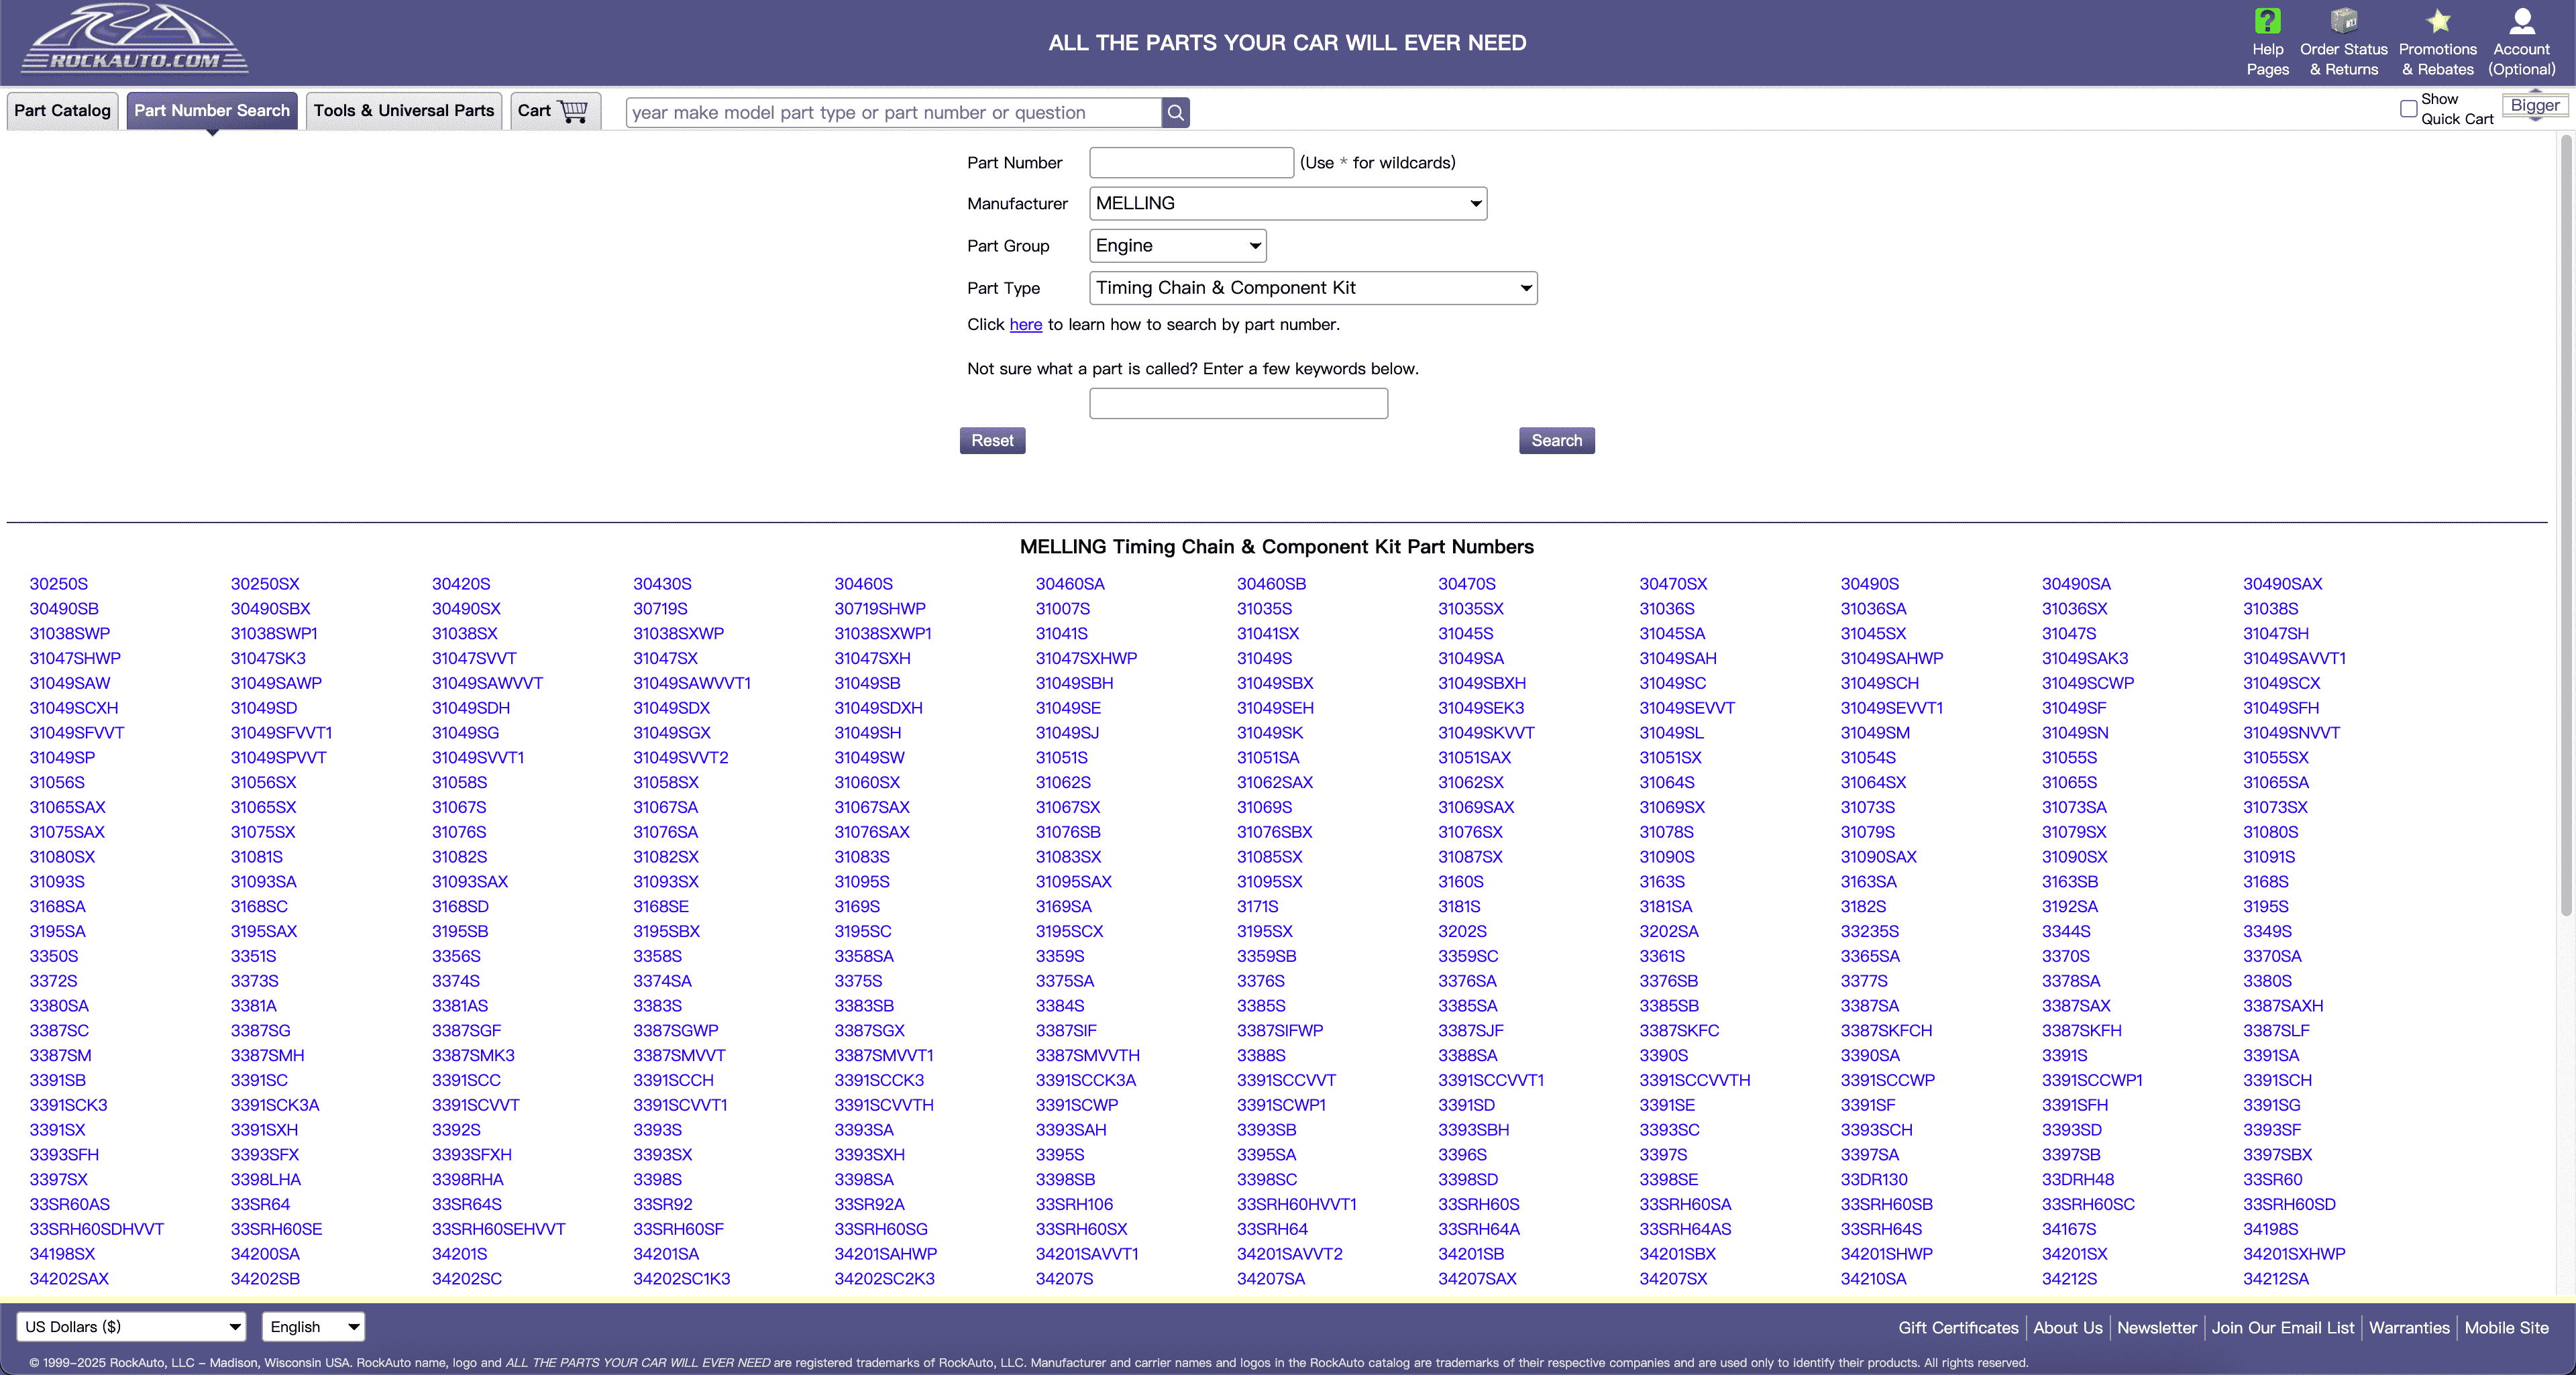 ROCKAUTO.COM
ALL THE PARTS YOUR CAR WILL EVER NEED
Help Pages
Order Status & Returns
Promotions & Rebates
Account (Optional)
Part Catalog
Part Number Search
Tools & Universal Parts
Cart
year make model part type or part number or question
Show Quick Cart
Bigger
Part Number (Use * for wildcards)
Manufacturer MELLING
Part Group Engine
Part Type Timing Chain & Component Kit
Click here to learn how to search by part number.
Not sure what a part is called? Enter a few keywords below.
Reset Search
MELLING Timing Chain & Component Kit Part Numbers
30250S 30250SX 30420S 30430S 30460S 30460SA 30460SB 30470S 30470SX 30490S 30490SA 30490SAX
30490SB 30490SBX 30490SX 30719S 30719SHWP 31007S 31035S 31035SX 31036S 31036SA 31036SX 31038S
31038SWP 31038SWP1 31038SX 31038SXWP 31038SXWP1 31041S 31041SX 31045S 31045SA 31045SX 31047S 31047SH
31047SHWP 31047SK3 31047SVVT 31047SX 31047SXH 31047SXHWP 31049S 31049SA 31049SAH 31049SAHWP 31049SAK3 31049SAVVT1
31049SAW 31049SAWP 31049SAWVVT 31049SAWVVT1 31049SB 31049SBH 31049SBX 31049SBXH 31049SC 31049SCH 31049SCWP 31049SCX
31049SCXH 31049SD 31049SDH 31049SDX 31049SDXH 31049SE 31049SEH 31049SEK3 31049SEVVT 31049SEVVT1 31049SF 31049SFH
31049SFVVT 31049SFVVT1 31049SG 31049SGX 31049SH 31049SJ 31049SK 31049SKVVT 31049SL 31049SM 31049SN 31049SNVVT
31049SP 31049SPVVT 31049SVVT1 31049SVVT2 31049SW 31051S 31051SA 31051SAX 31051SX 31054S 31055S 31055SX
31056S 31056SX 31058S 31058SX 31060SX 31062S 31062SAX 31062SX 31064S 31064SX 31065S 31065SA
31065SAX 31065SX 31067S 31067SA 31067SAX 31067SX 31069S 31069SAX 31069SX 31073S 31073SA 31073SX
31075SAX 31075SX 31076S 31076SA 31076SAX 31076SB 31076SBX 31076SX 31078S 31079S 31079SX 31080S
31080SX 31081S 31082S 31082SX 31083S 31083SX 31085SX 31087SX 31090S 31090SAX 31090SX 31091S
31093S 31093SA 31093SAX 31093SX 31095S 31095SAX 31095SX 3160S 3163S 3163SA 3163SB 3168S
3168SA 3168SC 3168SD 3168SE 3169S 3169SA 3171S 3181S 3181SA 3182S 3192SA 3195S
3195SA 3195SAX 3195SB 3195SBX 3195SC 3195SCX 3195SX 3202S 3202SA 33235S 3344S 3349S
3350S 3351S 3356S 3358S 3358SA 3359S 3359SB 3359SC 3361S 3365SA 3370S 3370SA
3372S 3373S 3374S 3374SA 3375S 3375SA 3376S 3376SA 3376SB 3377S 3378SA 3380S
3380SA 3381A 3381AS 3383S 3383SB 3384S 3385S 3385SA 3385SB 3387SA 3387SAX 3387SAXH
3387SC 3387SG 3387SGF 3387SGWP 3387SGX 3387SIF 3387SIFWP 3387SJF 3387SKFC 3387SKFCH 3387SKFH 3387SLF
3387SM 3387SMH 3387SMK3 3387SMVVT 3387SMVVT1 3387SMVVTH 3388S 3388SA 3390S 3390SA 3391S 3391SA
3391SB 3391SC 3391SCC 3391SCCH 3391SCCK3 3391SCCK3A 3391SCCVVT 3391SCCVVT1 3391SCCVVTH 3391SCCWP 3391SCCWP1 3391SCH
3391SCK3 3391SCK3A 3391SCVVT 3391SCVVT1 3391SCVVTH 3391SCWP 3391SCWP1 3391SD 3391SE 3391SF 3391SFH 3391SG
3391SX 3391SXH 3392S 3393S 3393SA 3393SAH 3393SB 3393SBH 3393SC 3393SCH 3393SD 3393SF
3393SFH 3393SFX 3393SFXH 3393SX 3393SXH 3395S 3395SA 3396S 3397S 3397SA 3397SB 3397SBX
3397SX 3398LHA 3398RHA 3398S 3398SA 3398SB 3398SC 3398SD 3398SE 33DR130 33DRH48 33SR60
33SR60AS 33SR64 33SR64S 33SR92 33SR92A 33SRH106 33SRH60HVVT1 33SRH60S 33SRH60SA 33SRH60SB 33SRH60SC 33SRH60SD
33SRH60SDHVVT 33SRH60SE 33SRH60SEHVVT 33SRH60SF 33SRH60SG 33SRH60SX 33SRH64 33SRH64A 33SRH64AS 33SRH64S 34167S 34198S
34198SX 34200SA 34201S 34201SA 34201SAHWP 34201SAVVT1 34201SAVVT2 34201SB 34201SBX 34201SHWP 34201SX 34201SXHWP
34202SAX 34202SB 34202SC 34202SC1K3 34202SC2K3 34207S 34207SA 34207SAX 34207SX 34210SA 34212S 34212SA
US Dollars ($) English
Gift Certificates | About Us | Newsletter | Join Our Email List | Warranties | Mobile Site
© 1999–2025 RockAuto, LLC – Madison, Wisconsin USA. RockAuto name, logo and ALL THE PARTS YOUR CAR WILL EVER NEED are registered trademarks of RockAuto, LLC. Manufacturer and carrier names and logos in the RockAuto catalog are trademarks of their respective companies and are used only to identify their products. All rights reserved.